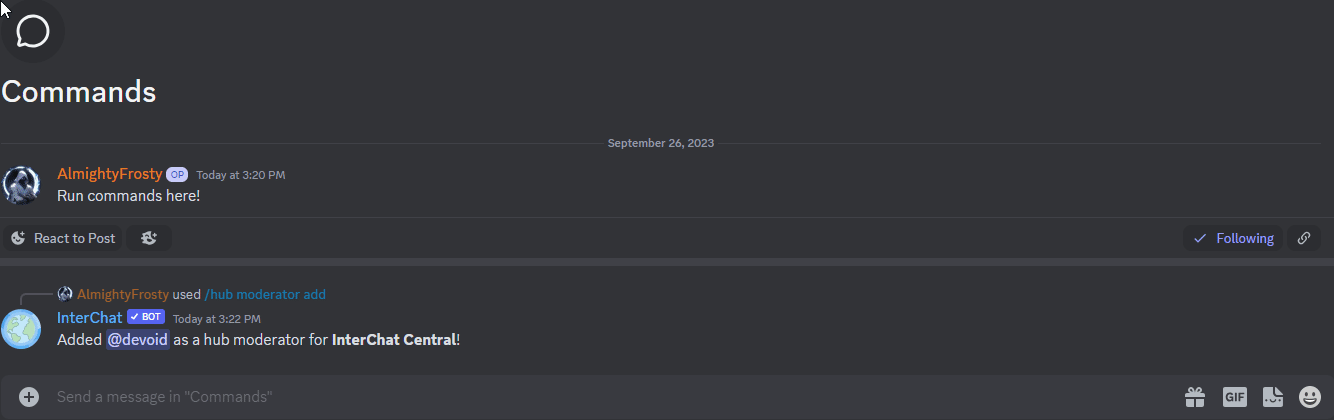 Commands
September 26, 2023
AlmightyFrosty OP Today at 3:20 PM
Run commands here!
React to Post
Following
AlmightyFrosty used /hub moderator add
InterChat ✓ BOT Today at 3:22 PM
Added @devoid as a hub moderator for InterChat Central!
Send a message in "Commands"
GIF